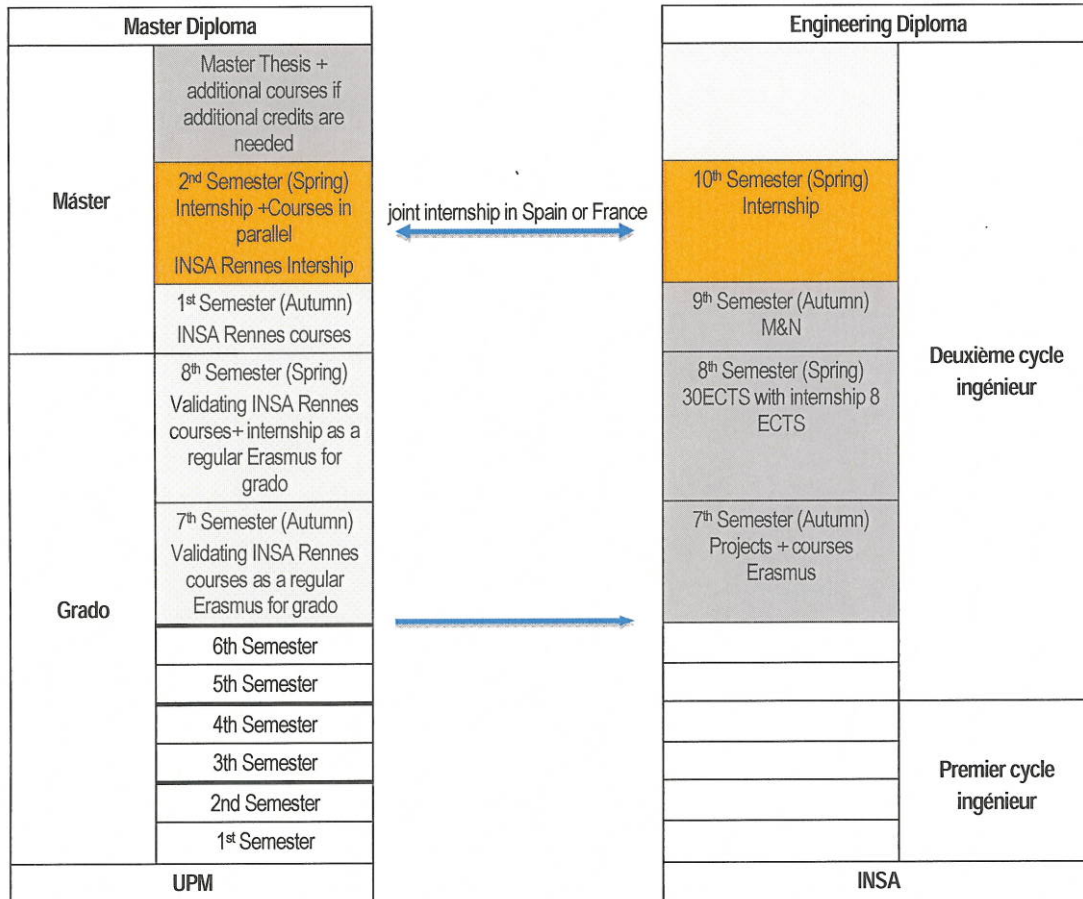 Master Diploma
Máster
Master Thesis +
additional courses if
additional credits are
needed
2nd Semester (Spring)
Internship +Courses in
parallel
INSA Rennes Intership
1st Semester (Autumn)
INSA Rennes courses
Grado
8th Semester (Spring)
Validating INSA Rennes
courses+ internship as a
regular Erasmus for
grado
7th Semester (Autumn)
Validating INSA Rennes
courses as a regular
Erasmus for grado
6th Semester
5th Semester
4th Semester
3th Semester
2nd Semester
1st Semester
UPM
joint internship in Spain or France
Engineering Diploma
10th Semester (Spring)
Internship
9th Semester (Autumn)
M&N
8th Semester (Spring)
30ECTS with internship 8
ECTS
7th Semester (Autumn)
Projects + courses
Erasmus
Deuxième cycle
ingénieur
Premier cycle
ingénieur
INSA